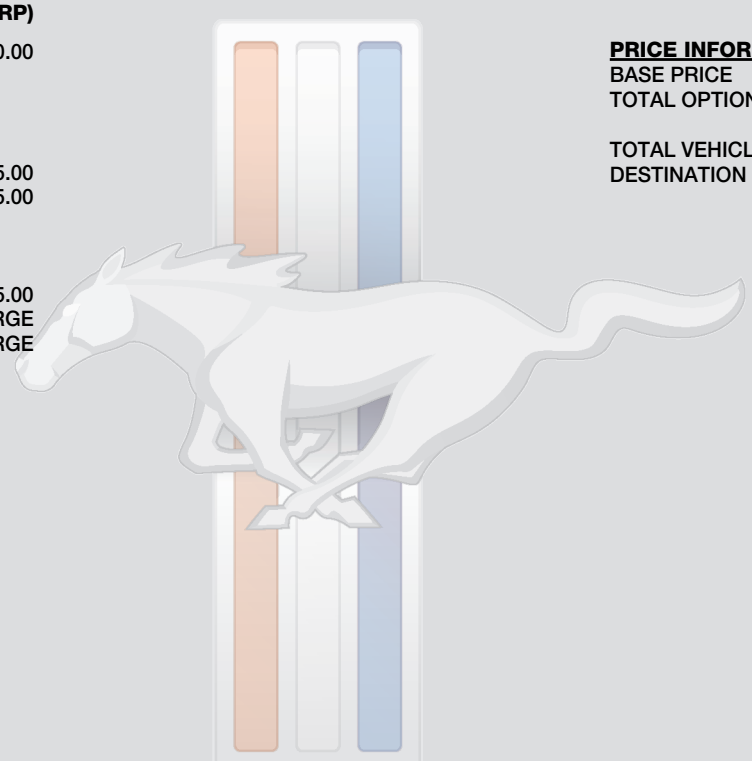 RP)
0.00
5.00
5.00
5.00
RGE
RGE
PRICE INFOR
BASE PRICE
TOTAL OPTION
TOTAL VEHICL
DESTINATION